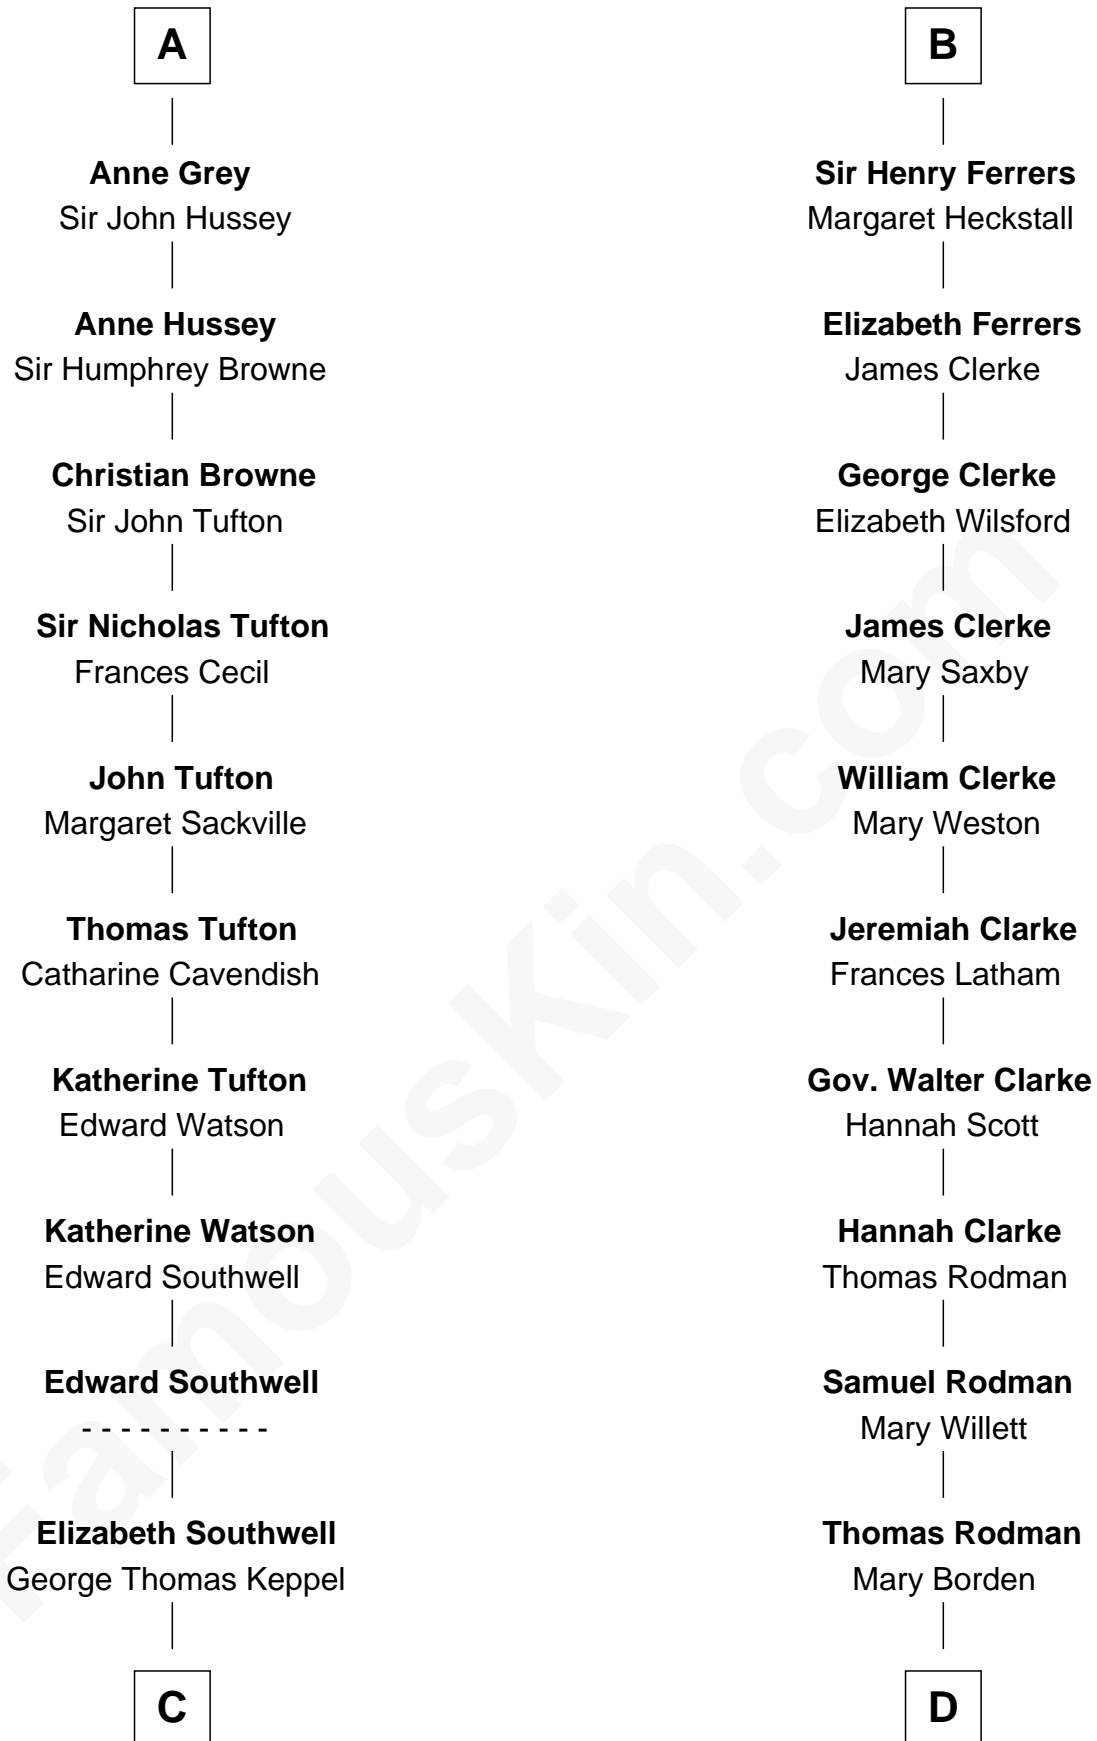 A
Anne Grey
Sir John Hussey
Anne Hussey
Sir Humphrey Browne
Christian Browne
Sir John Tufton
Sir Nicholas Tufton
Frances Cecil
John Tufton
Margaret Sackville
Thomas Tufton
Catharine Cavendish
Katherine Tufton
Edward Watson
Katherine Watson
Edward Southwell
Edward Southwell
- - - - - - - - - -
Elizabeth Southwell
George Thomas Keppel
C
B
Sir Henry Ferrers
Margaret Heckstall
Elizabeth Ferrers
James Clerke
George Clerke
Elizabeth Wilsford
James Clerke
Mary Saxby
William Clerke
Mary Weston
Jeremiah Clarke
Frances Latham
Gov. Walter Clarke
Hannah Scott
Hannah Clarke
Thomas Rodman
Samuel Rodman
Mary Willett
Thomas Rodman
Mary Borden
D
FamousKin.com